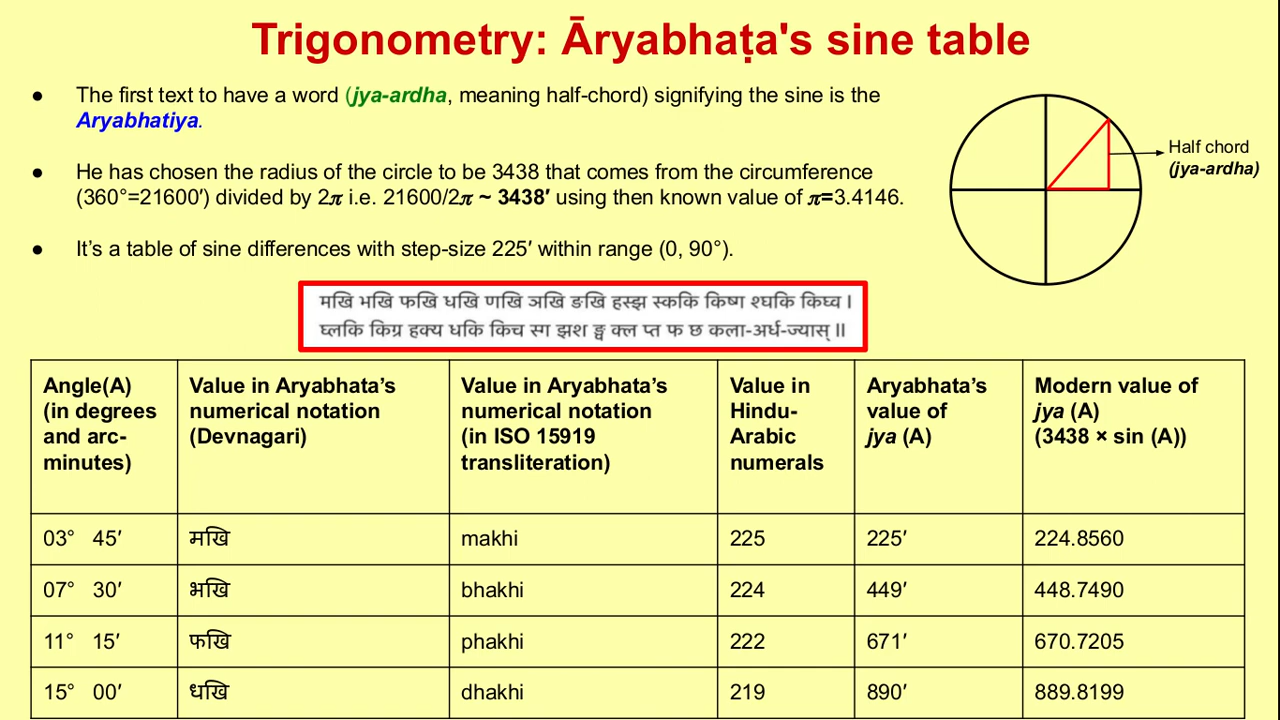 Trigonometry: Āryabhaṭa's sine table
● The first text to have a word (jya-ardha, meaning half-chord) signifying the sine is the
Aryabhatiya.
● He has chosen the radius of the circle to be 3438 that comes from the circumference
(360°=21600′) divided by 2π i.e. 21600/2π ~ 3438′ using then known value of π=3.4146.
● It’s a table of sine differences with step-size 225′ within range (0, 90°).
Half chord
(jya-ardha)
मखि भखि फखि धखि णखि ञखि ङखि हस्झ स्ककि किष्ग श्घकि किघ्व ।
घ्लकि किग्र हक्य धकि किच स्ग झश ङ्व क्ल प्त फ छ कला-अर्ध-ज्यास् ॥
Angle(A)
(in degrees
and arc-
minutes)
Value in Aryabhata’s
numerical notation
(Devnagari)
Value in Aryabhata’s
numerical notation
(in ISO 15919
transliteration)
Value in
Hindu-
Arabic
numerals
Aryabhata’s
value of
jya (A)
Modern value of
jya (A)
(3438 × sin (A))
03° 45′ मखि makhi 225 225′ 224.8560
07° 30′ भखि bhakhi 224 449′ 448.7490
11° 15′ फखि phakhi 222 671′ 670.7205
15° 00′ धखि dhakhi 219 890′ 889.8199